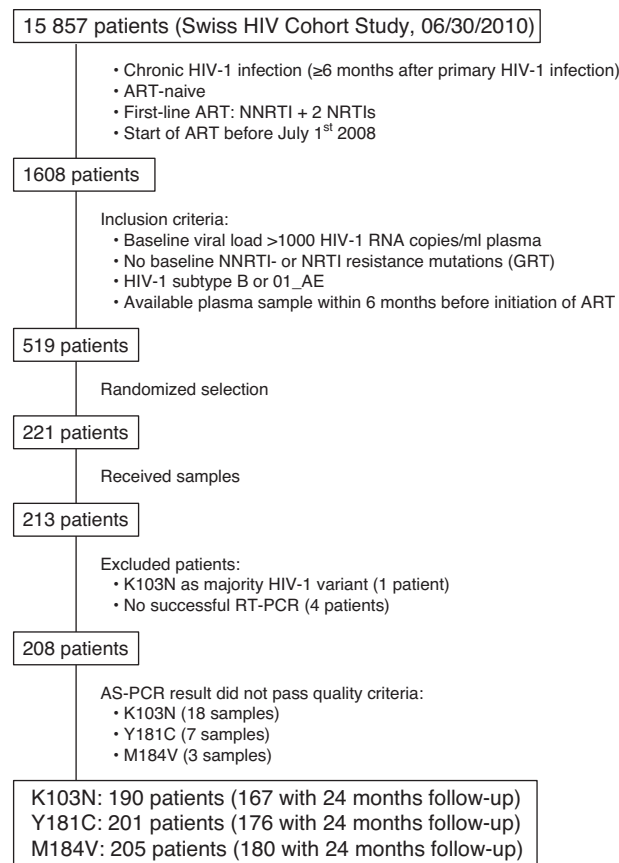 15 857 patients (Swiss HIV Cohort Study, 06/30/2010)
• Chronic HIV-1 infection (≥6 months after primary HIV-1 infection)
• ART-naive
• First-line ART: NNRTI + 2 NRTIs
• Start of ART before July 1st 2008
1608 patients
Inclusion criteria:
• Baseline viral load >1000 HIV-1 RNA copies/ml plasma
• No baseline NNRTI- or NRTI resistance mutations (GRT)
• HIV-1 subtype B or 01_AE
• Available plasma sample within 6 months before initiation of ART
519 patients
Randomized selection
221 patients
Received samples
213 patients
Excluded patients:
• K103N as majority HIV-1 variant (1 patient)
• No successful RT-PCR (4 patients)
208 patients
AS-PCR result did not pass quality criteria:
• K103N (18 samples)
• Y181C (7 samples)
• M184V (3 samples)
K103N: 190 patients (167 with 24 months follow-up)
Y181C: 201 patients (176 with 24 months follow-up)
M184V: 205 patients (180 with 24 months follow-up)